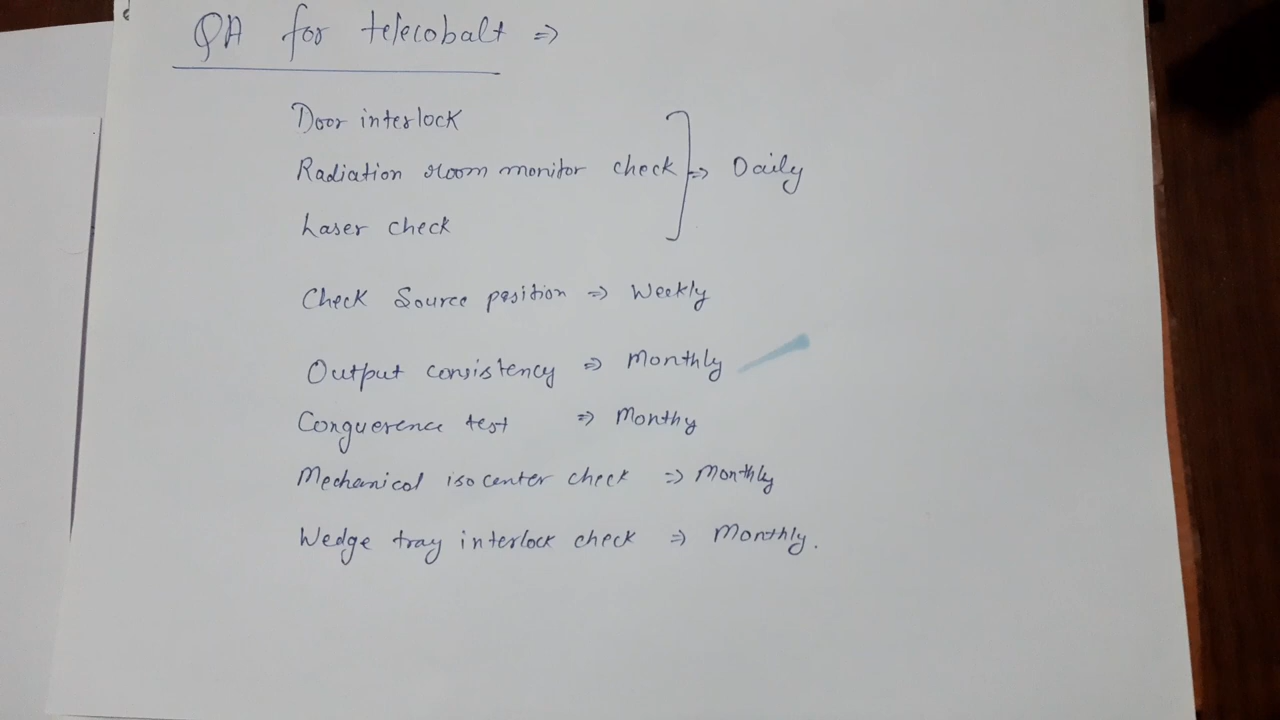 QA for telecobalt ⇒
Door interlock
Radiation room monitor check ⇒ Daily
Laser check
Check Source position ⇒ Weekly
Output consistency ⇒ Monthly
Conguerence test ⇒ Monthy
Mechanical isocenter check ⇒ Monthly
Wedge tray interlock check ⇒ Monthly.